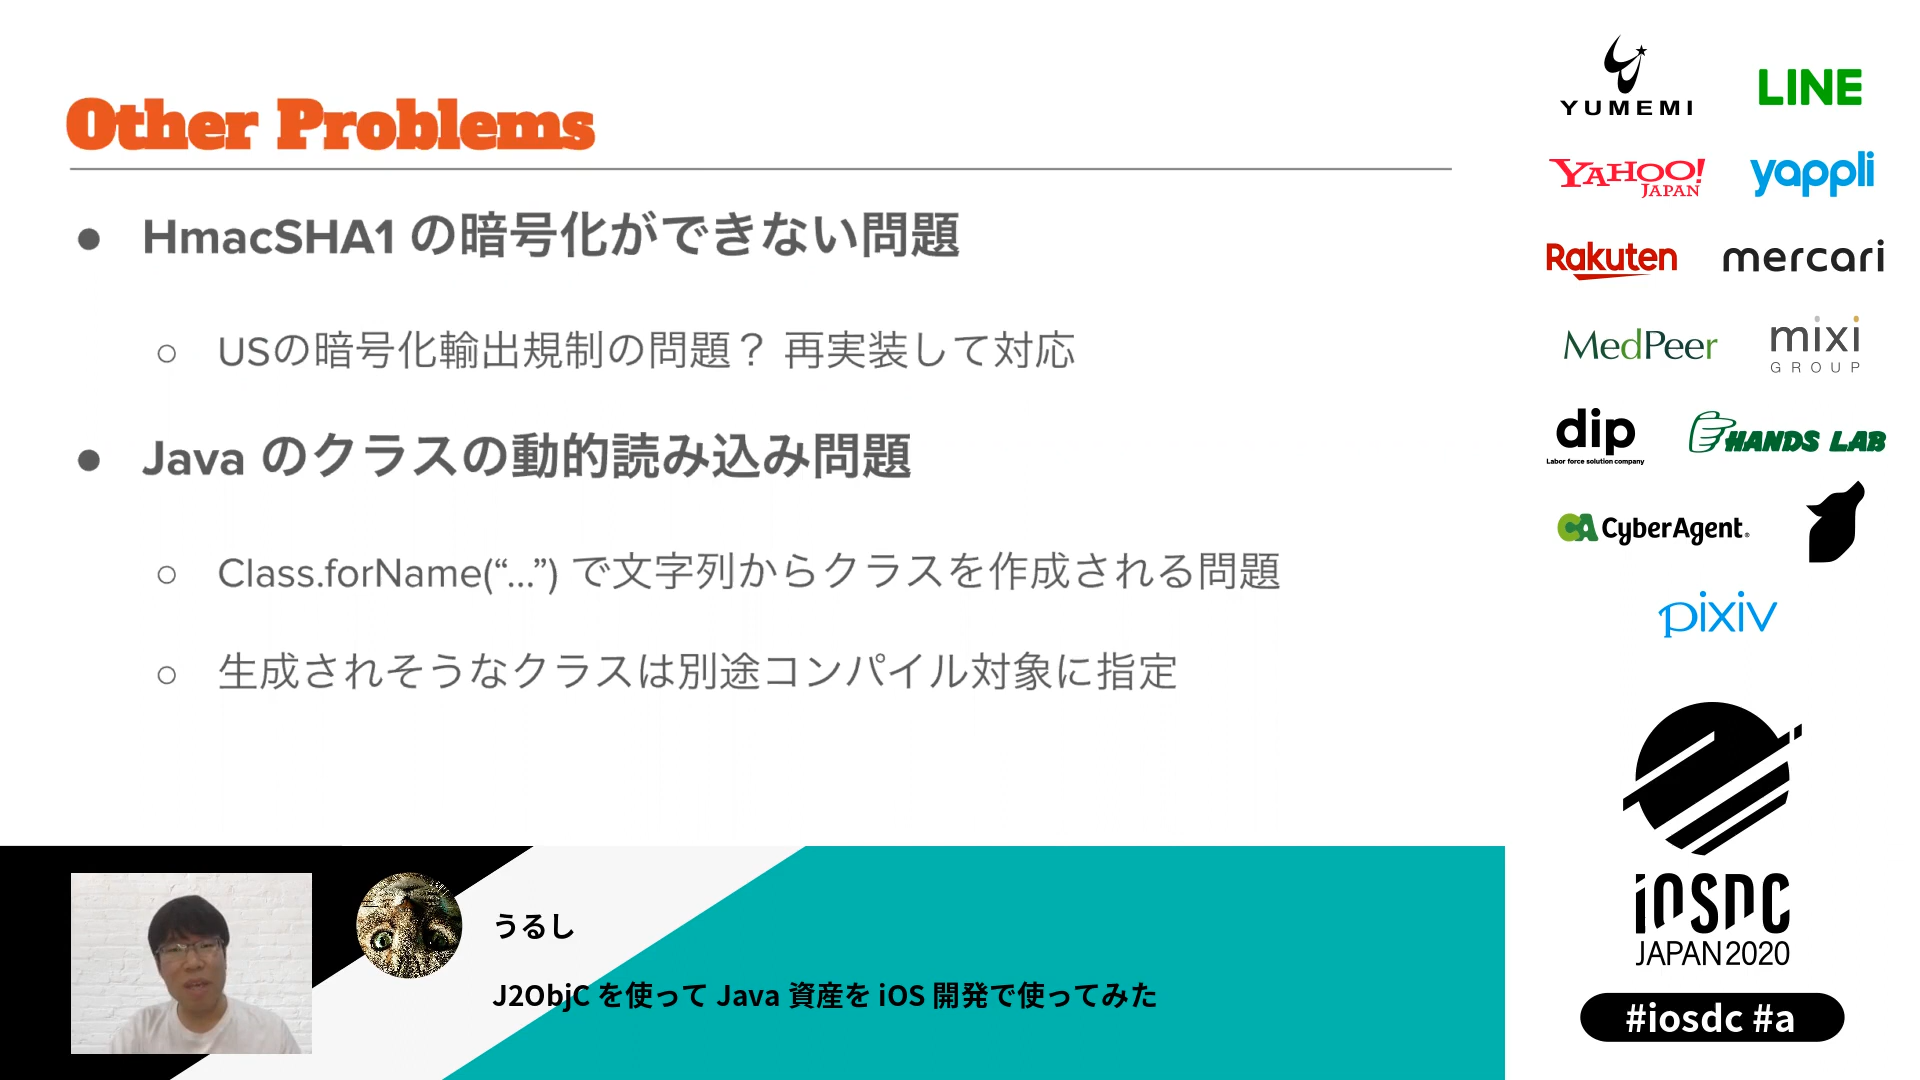 Other Problems
● HmacSHA1 の暗号化ができない問題
○ USの暗号化輸出規制の問題？ 再実装して対応
● Java のクラスの動的読み込み問題
○ Class.forName(“...”) で文字列からクラスを作成される問題
○ 生成されそうなクラスは別途コンパイル対象に指定
うるし
J2ObjC を使って Java 資産を iOS 開発で使ってみた
YUMEMI
LINE
YAHOO!
JAPAN
yappli
Rakuten
mercari
MedPeer
mixi
GROUP
dip
Labor force solution company
HANDS LAB
CA CyberAgent®
pixiv
iOSDC
JAPAN 2020
#iosdc #a